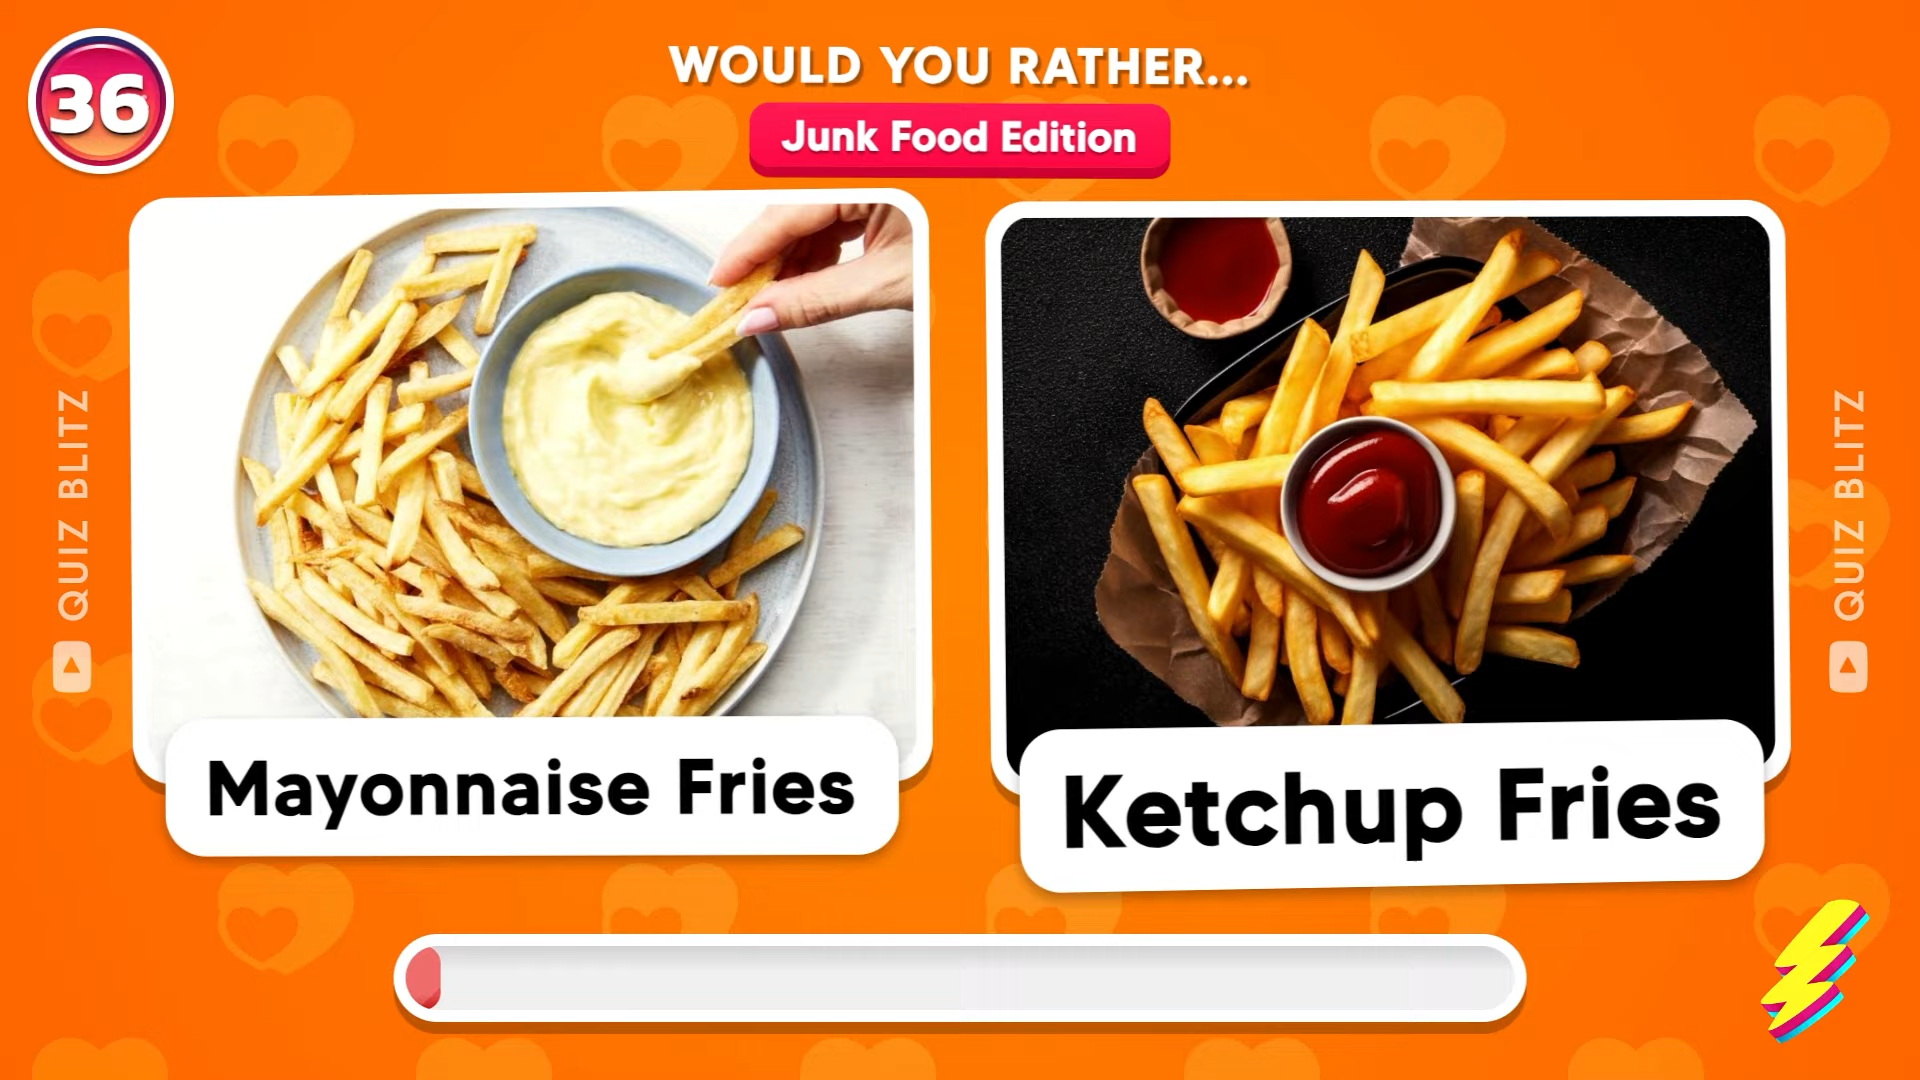 36
WOULD YOU RATHER...
Junk Food Edition
QUIZ BLITZ
QUIZ BLITZ
Mayonnaise Fries
Ketchup Fries